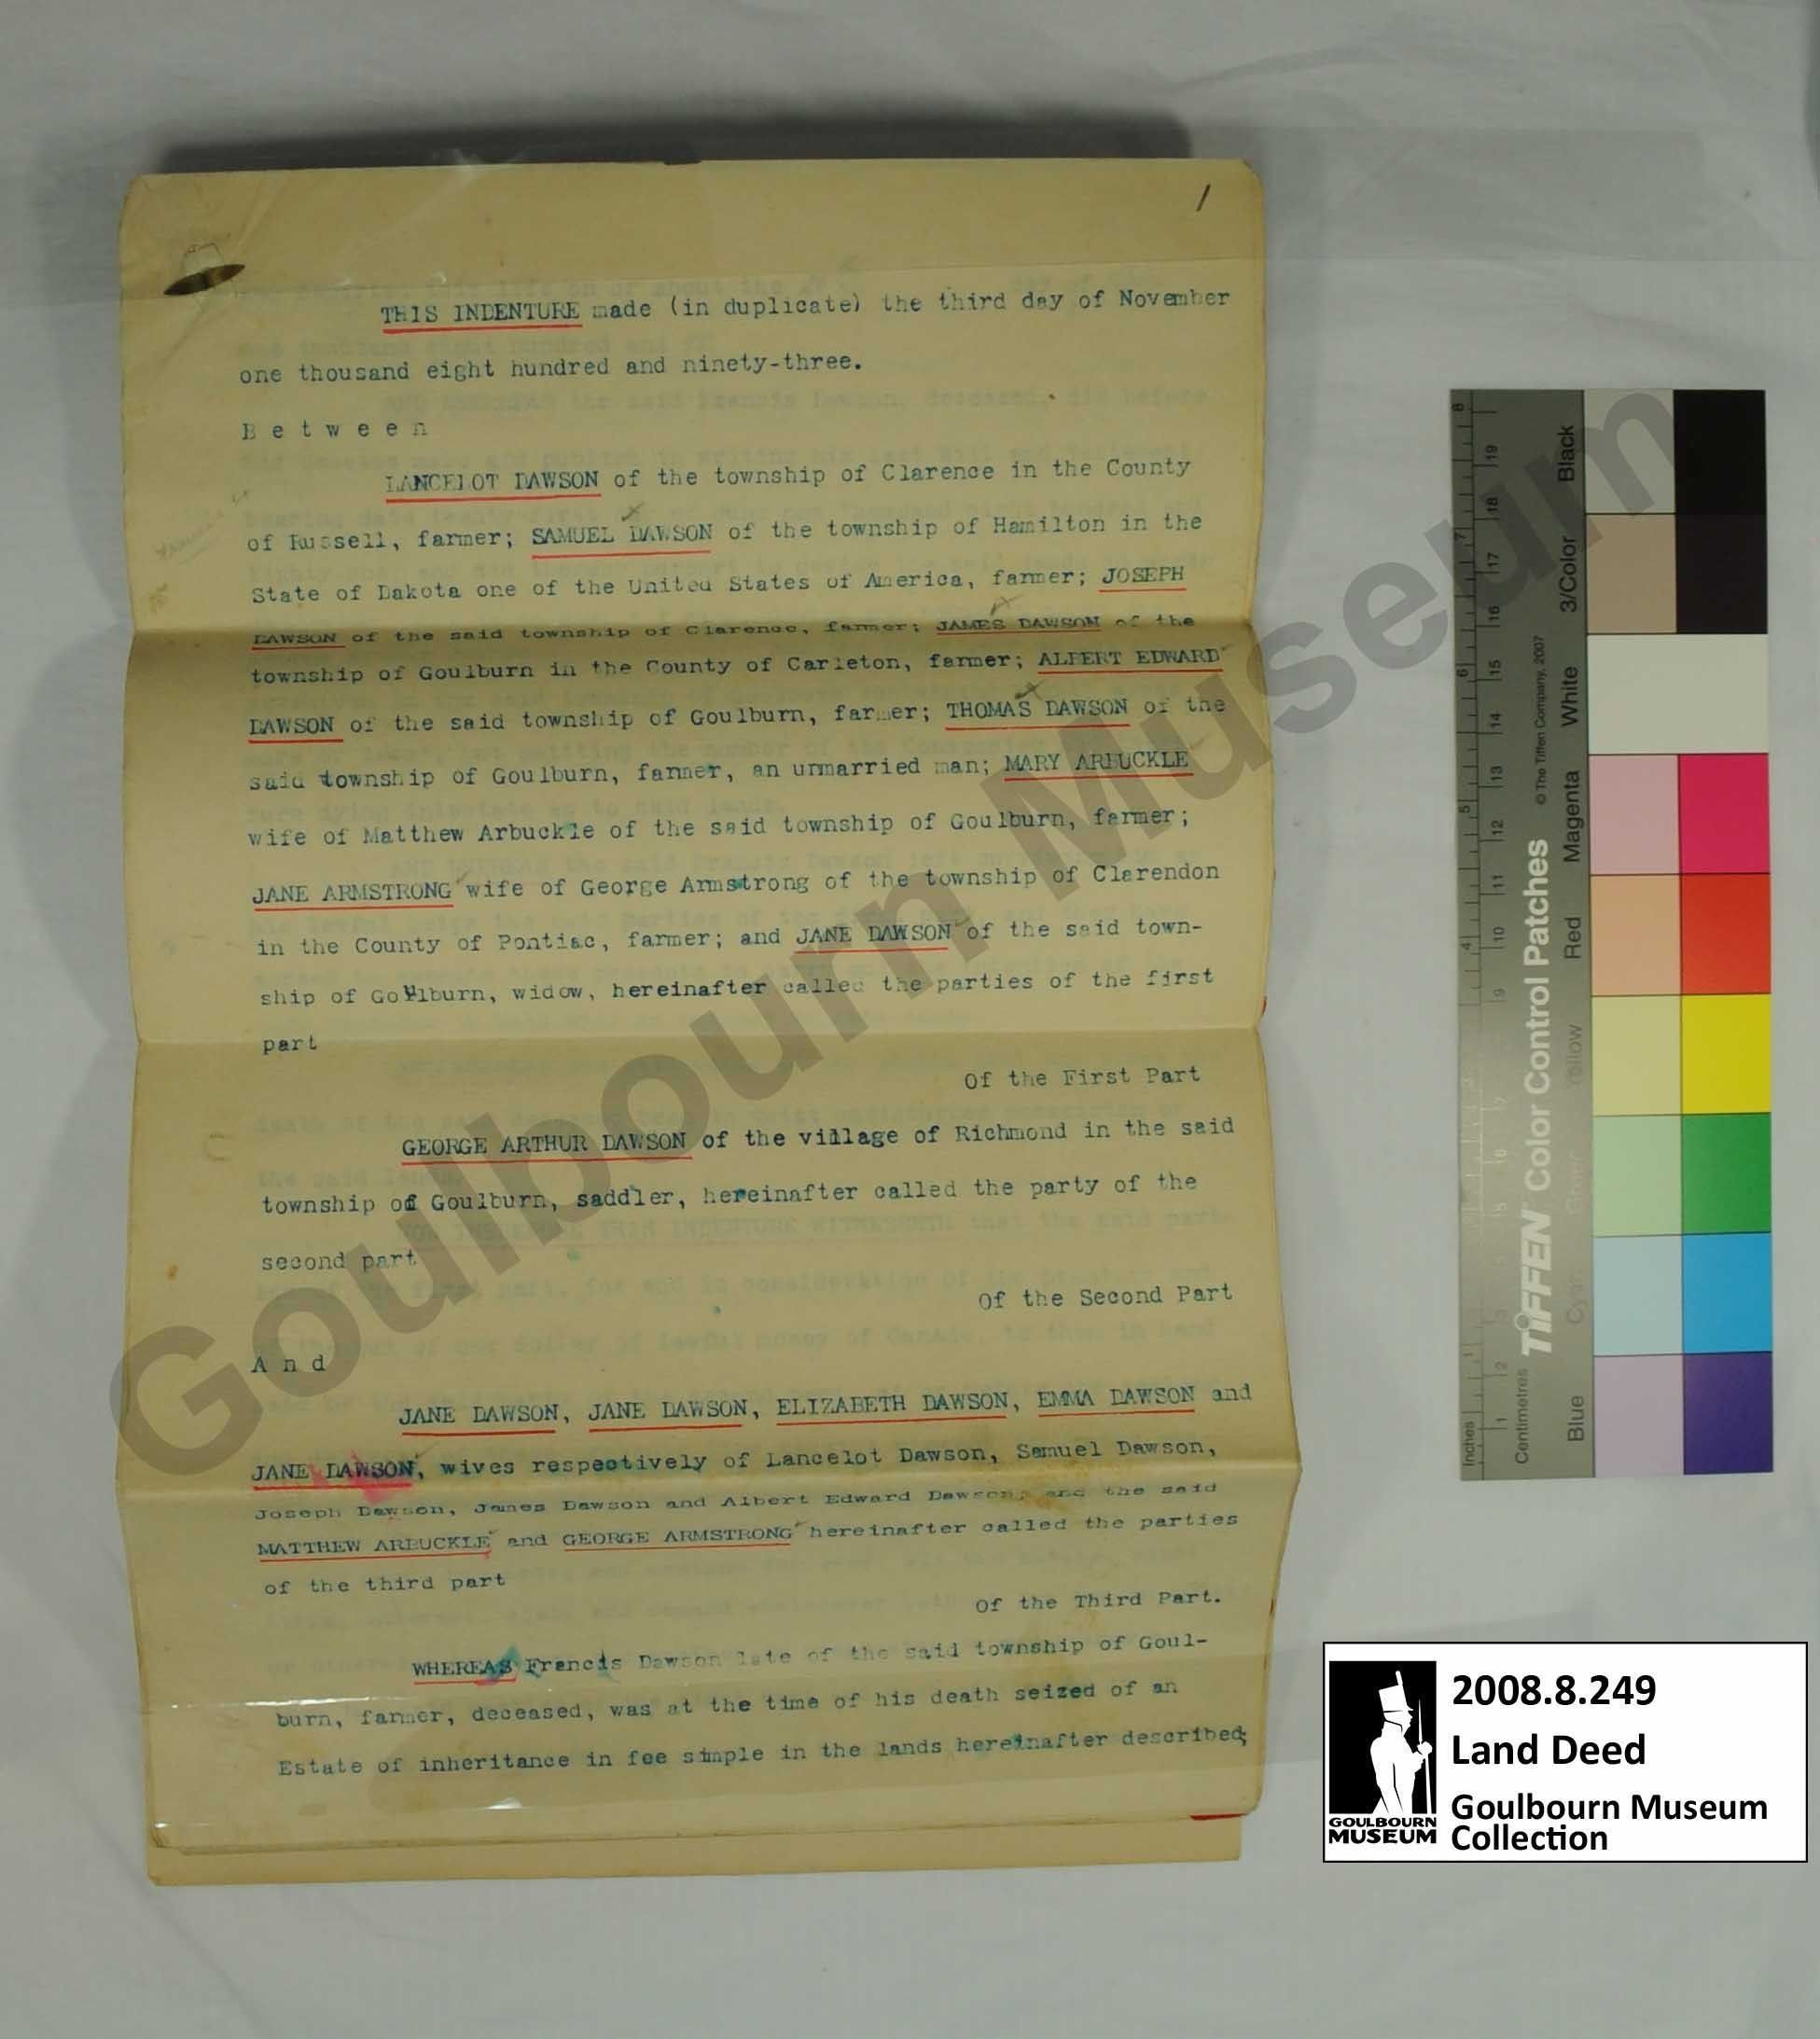 1
THIS INDENTURE made (in duplicate) the third day of November
one thousand eight hundred and ninety-three.
Between
LANCELOT DAWSON of the township of Clarence in the County
of Russell, farmer; SAMUEL DAWSON of the township of Hamilton in the
State of Dakota one of the United States of America, farmer; JOSEPH
DAWSON of the said township of Clarence, farmer; JAMES DAWSON of the
township of Goulburn in the County of Carleton, farmer; ALBERT EDWARD
DAWSON of the said township of Goulburn, farmer; THOMAS DAWSON of the
said township of Goulburn, farmer, an unmarried man; MARY ARBUCKLE
wife of Matthew Arbuckle of the said township of Goulburn, farmer;
JANE ARMSTRONG wife of George Armstrong of the township of Clarendon
in the County of Pontiac, farmer; and JANE DAWSON of the said town-
ship of Goulburn, widow, hereinafter called the parties of the first
part
Of the First Part
GEORGE ARTHUR DAWSON of the village of Richmond in the said
township of Goulburn, saddler, hereinafter called the party of the
second part
Of the Second Part
And
JANE DAWSON, JANE DAWSON, ELIZABETH DAWSON, EMMA DAWSON and
JANE DAWSON, wives respectively of Lancelot Dawson, Samuel Dawson,
Joseph Dawson, James Dawson and Albert Edward Dawson, and the said
MATTHEW ARBUCKLE and GEORGE ARMSTRONG hereinafter called the parties
of the third part
Of the Third Part.
WHEREAS Francis Dawson late of the said township of Goul-
burn, farmer, deceased, was at the time of his death seized of an
Estate of inheritance in fee simple in the lands hereinafter described;
Goulbourn Museum
TIFFEN Color Control Patches
© The Tiffen Company, 2007
Inches
Centimetres
Blue
Cyan
Green
Yellow
Red
Magenta
White
3/Color
Black
2008.8.249
Land Deed
Goulbourn Museum
Collection
GOULBOURN
MUSEUM